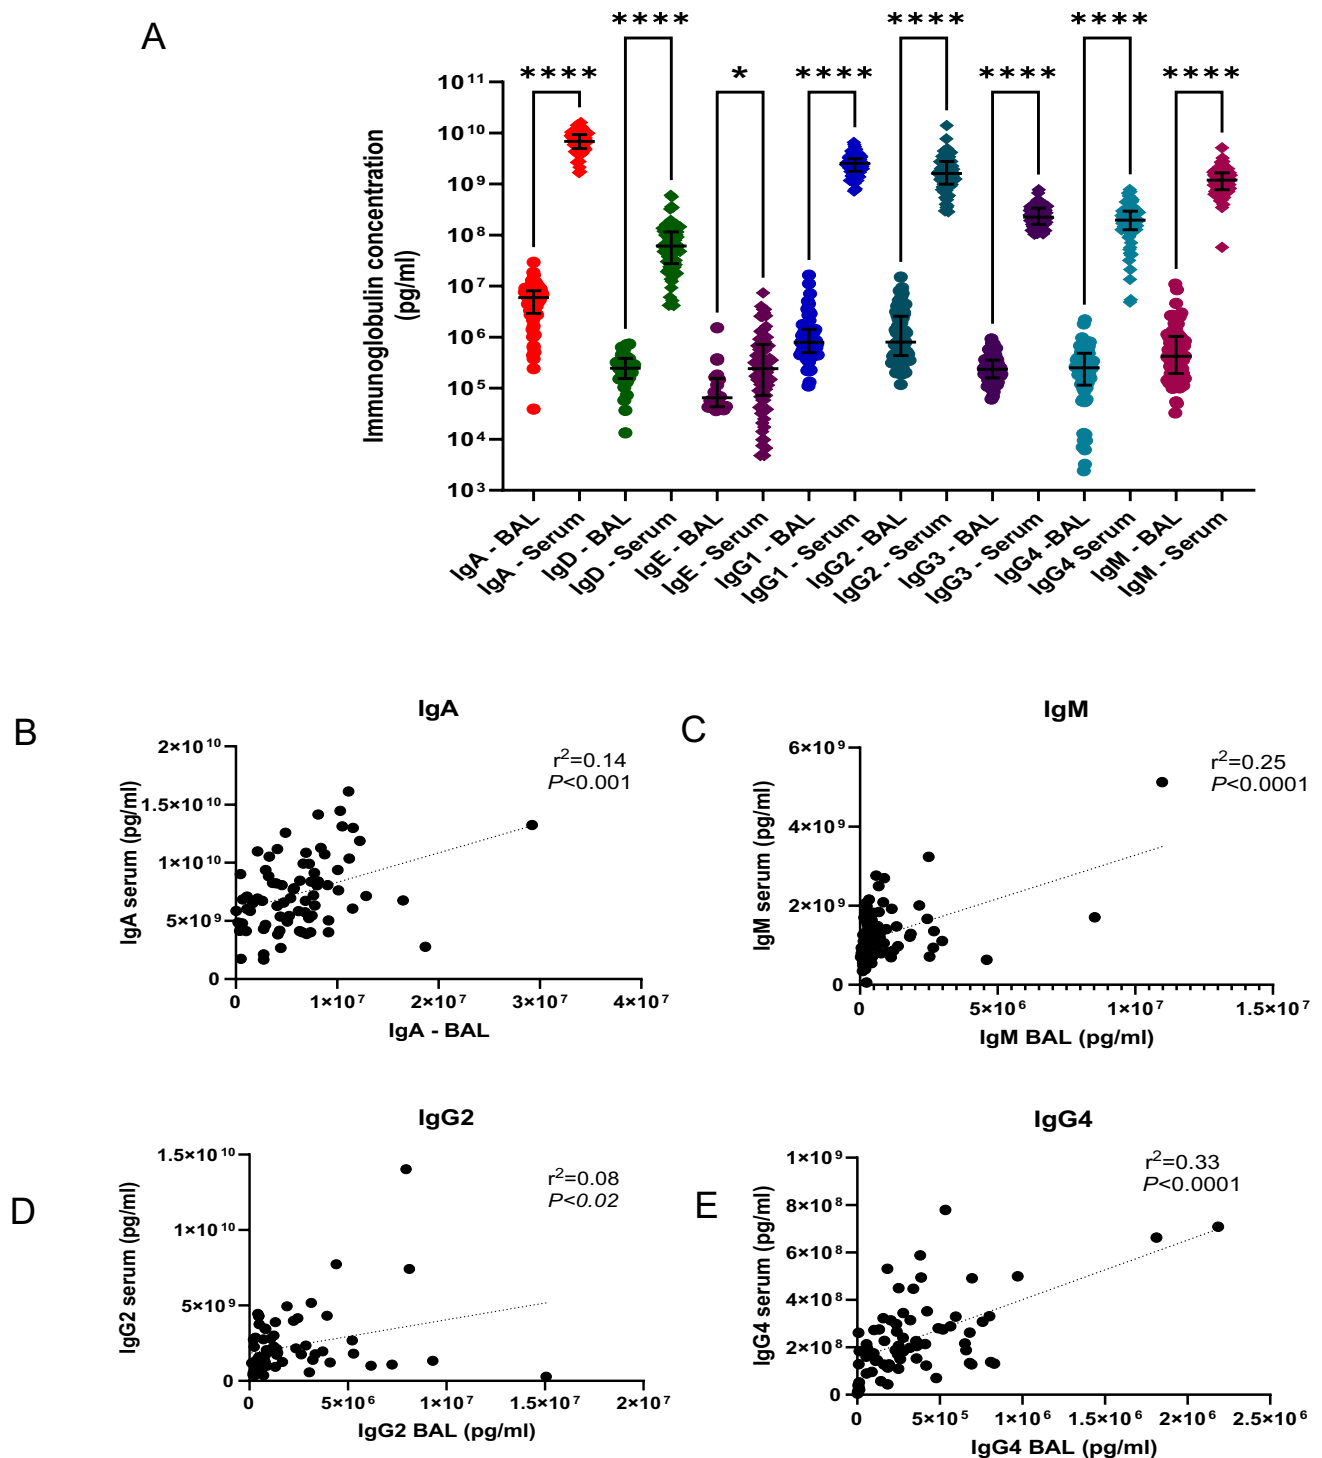 A
**** **** ****
**** * **** **** ****
Immunoglobulin concentration
(pg/ml)
10¹¹
10¹⁰
10⁹
10⁸
10⁷
10⁶
10⁵
10⁴
10³
IgA - BAL
IgA - Serum
IgD - BAL
IgD - Serum
IgE - BAL
IgE - Serum
IgG1 - BAL
IgG1 - Serum
IgG2 - BAL
IgG2 - Serum
IgG3 - BAL
IgG3 - Serum
IgG4 -BAL
IgG4 Serum
IgM - BAL
IgM - Serum
B
IgA
r²=0.14
P<0.001
IgA serum (pg/ml)
2×10¹⁰
1.5×10¹⁰
1×10¹⁰
5×10⁹
0
0 1×10⁷ 2×10⁷ 3×10⁷ 4×10⁷
IgA - BAL
C
IgM
r²=0.25
P<0.0001
IgM serum (pg/ml)
6×10⁹
4×10⁹
2×10⁹
0
0 5×10⁶ 1×10⁷ 1.5×10⁷
IgM BAL (pg/ml)
D
IgG2
r²=0.08
P<0.02
IgG2 serum (pg/ml)
1.5×10¹⁰
1×10¹⁰
5×10⁹
0
0 5×10⁶ 1×10⁷ 1.5×10⁷ 2×10⁷
IgG2 BAL (pg/ml)
E
IgG4
r²=0.33
P<0.0001
IgG4 serum (pg/ml)
1×10⁹
8×10⁸
6×10⁸
4×10⁸
2×10⁸
0
0 5×10⁵ 1×10⁶ 1.5×10⁶ 2×10⁶ 2.5×10⁶
IgG4 BAL (pg/ml)